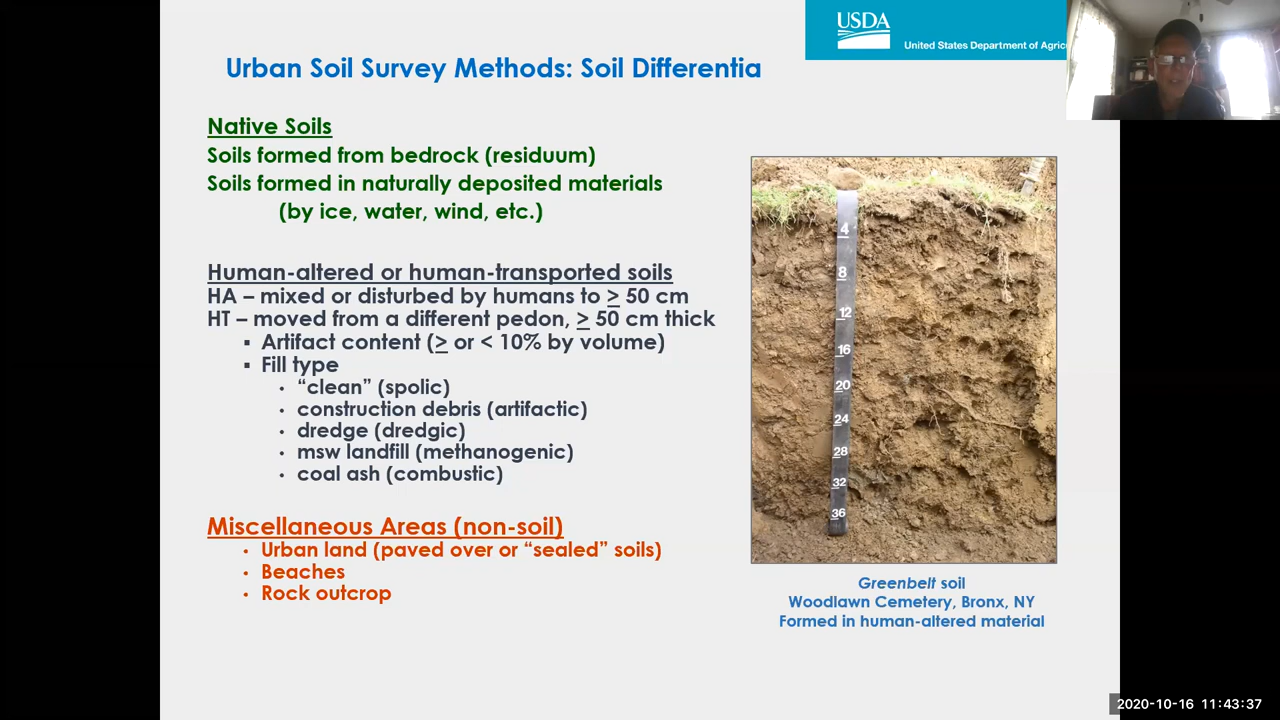 USDA
United States Department of Agric
Urban Soil Survey Methods: Soil Differentia
Native Soils
Soils formed from bedrock (residuum)
Soils formed in naturally deposited materials
(by ice, water, wind, etc.)
Human-altered or human-transported soils
HA – mixed or disturbed by humans to ≥ 50 cm
HT – moved from a different pedon, ≥ 50 cm thick
▪ Artifact content (≥ or < 10% by volume)
▪ Fill type
• “clean” (spolic)
• construction debris (artifactic)
• dredge (dredgic)
• msw landfill (methanogenic)
• coal ash (combustic)
Miscellaneous Areas (non-soil)
• Urban land (paved over or “sealed” soils)
• Beaches
• Rock outcrop
4
8
12
16
20
24
28
32
36
Greenbelt soil
Woodlawn Cemetery, Bronx, NY
Formed in human-altered material
2020-10-16 11:43:37